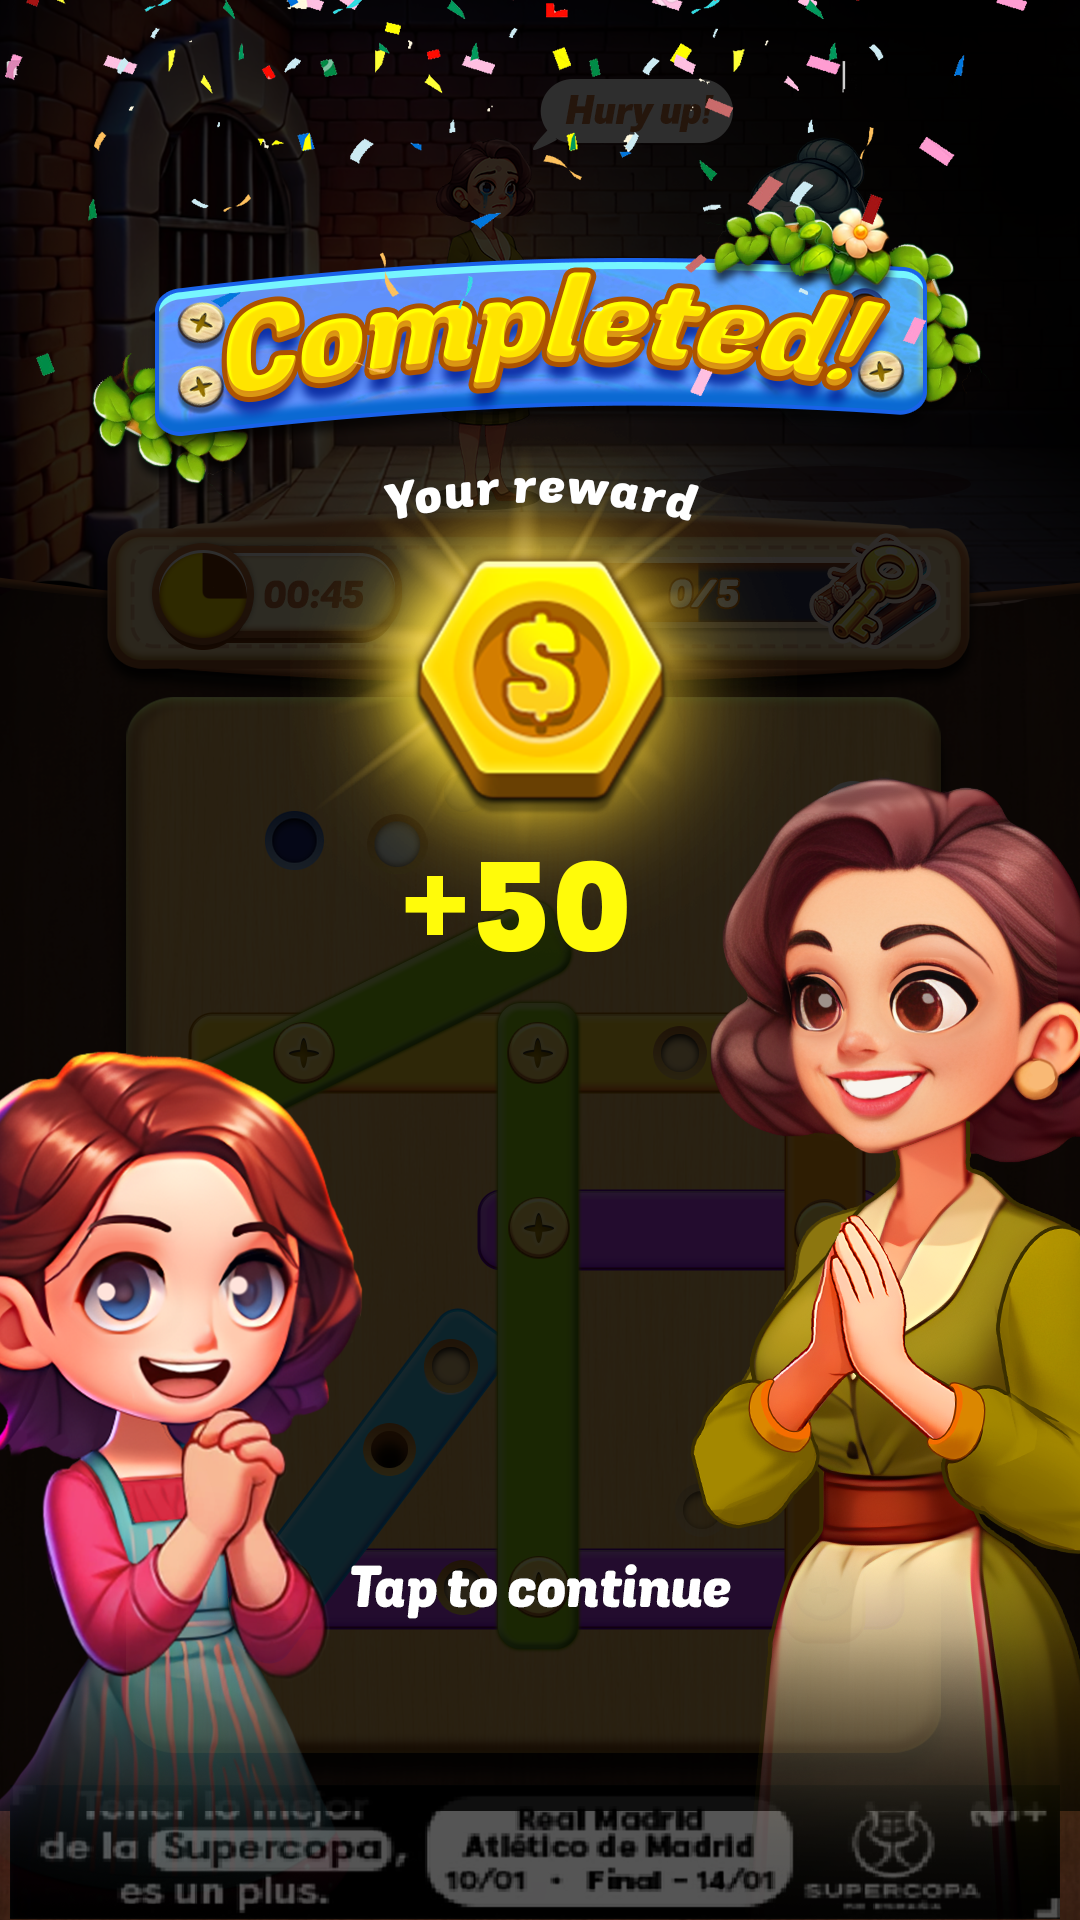 Hury up!
Completed!
Your reward
00:45
0/5
$
+50
Tap to continue
Tener lo mejor
de la Supercopa,
es un plus.
Real Madrid
Atlético de Madrid
10/01 • Final - 14/01
SUPERCOPA
M+